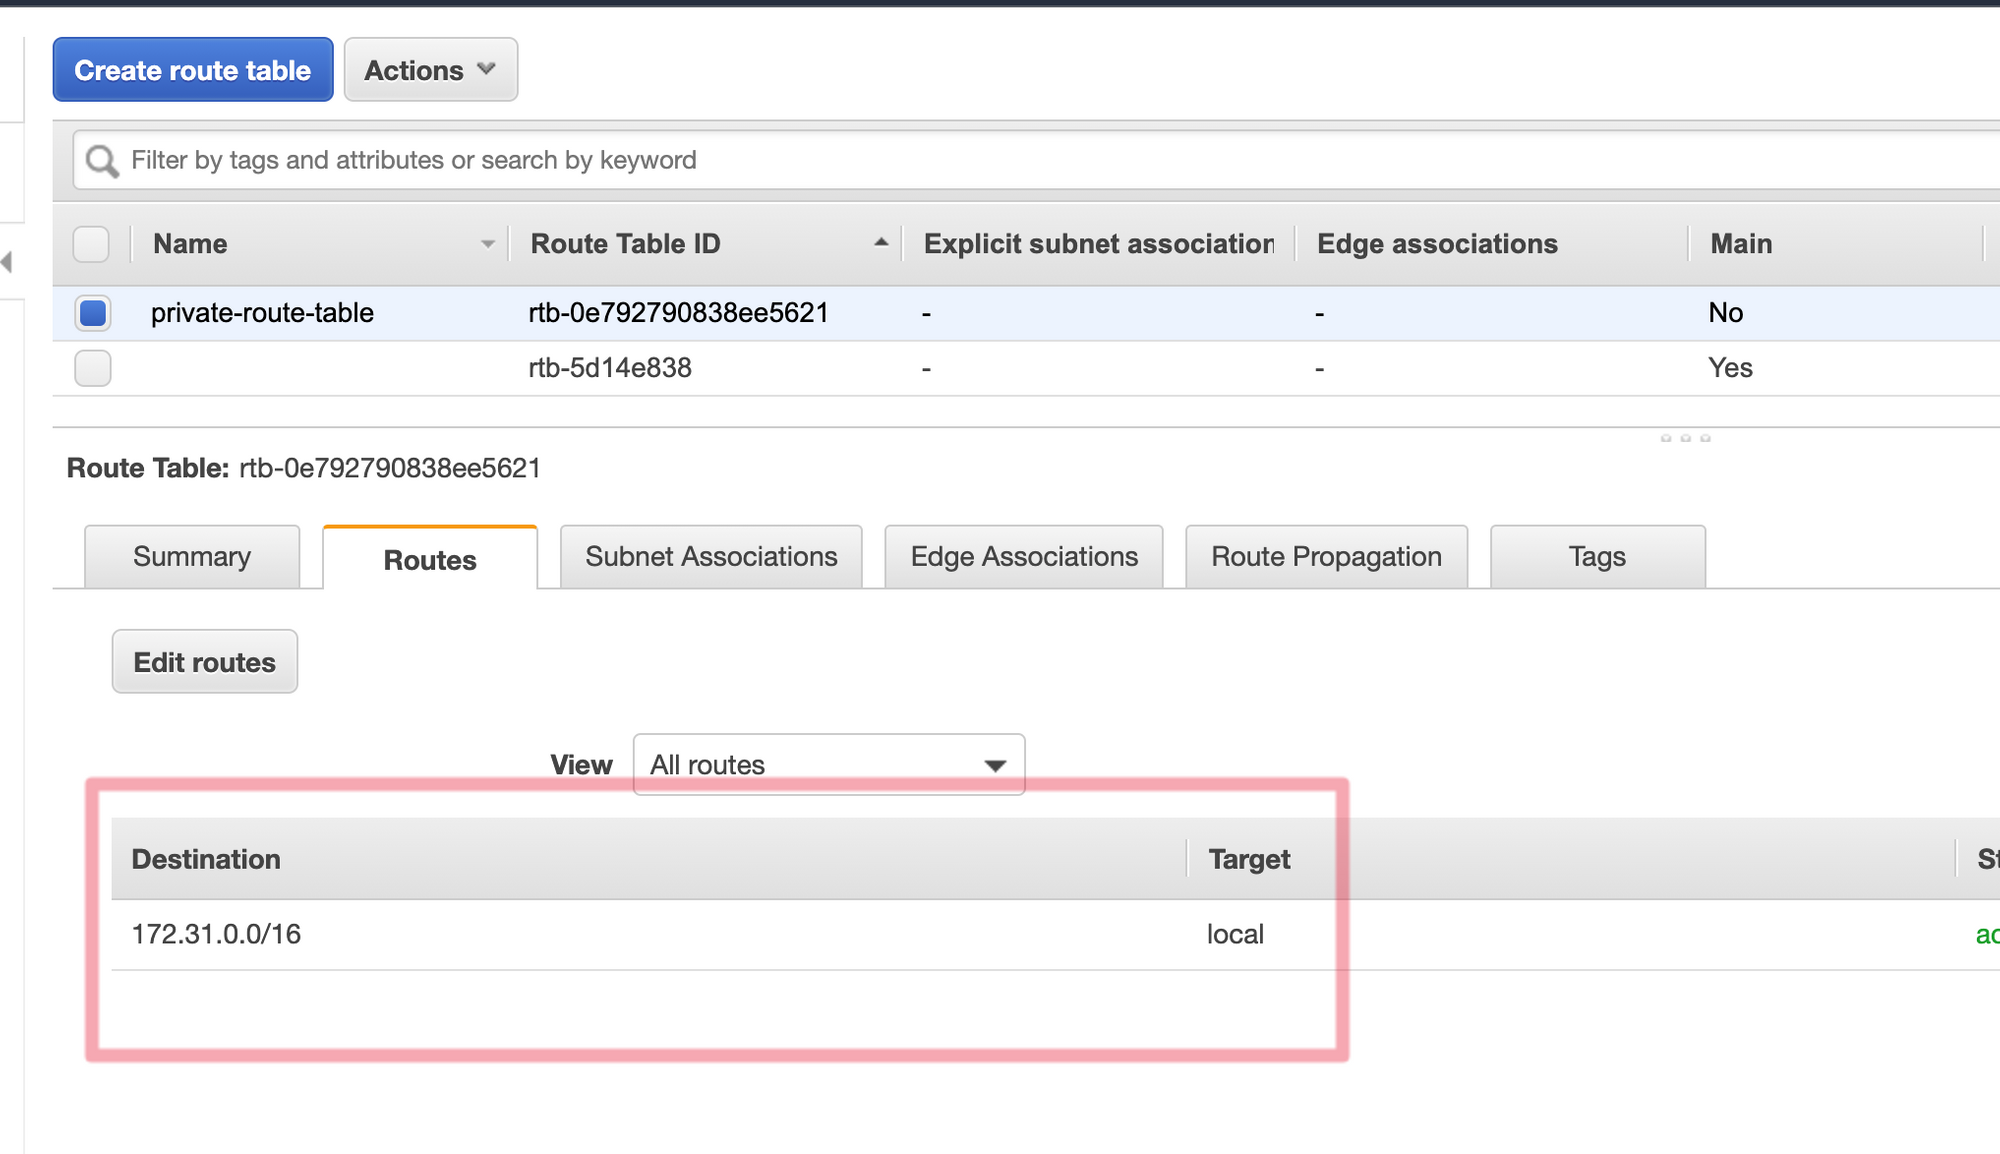 Create route table Actions
Filter by tags and attributes or search by keyword
Name Route Table ID Explicit subnet association Edge associations Main
private-route-table rtb-0e792790838ee5621 - - No
rtb-5d14e838 - - Yes
Route Table: rtb-0e792790838ee5621
Summary Routes Subnet Associations Edge Associations Route Propagation Tags
Edit routes
View All routes
Destination Target
172.31.0.0/16 local